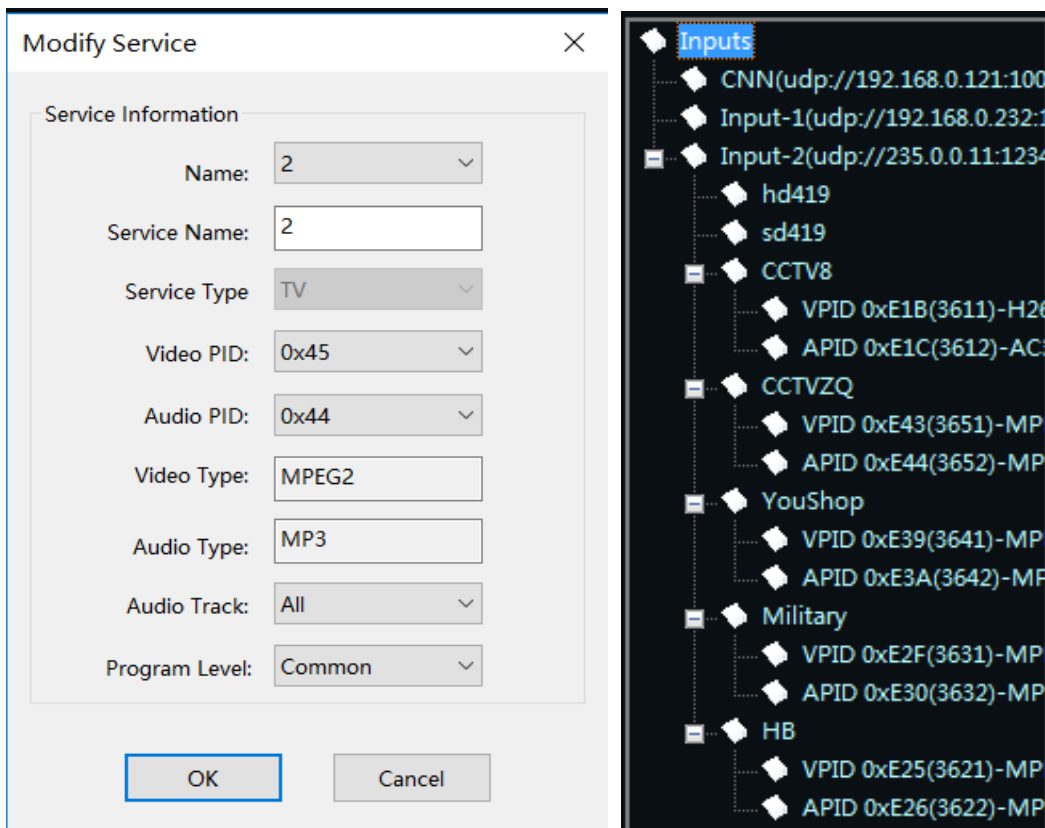 Modify Service
Service Information
Name: 2
Service Name: 2
Service Type TV
Video PID: 0x45
Audio PID: 0x44
Video Type: MPEG2
Audio Type: MP3
Audio Track: All
Program Level: Common
OK Cancel
Inputs
CNN(udp://192.168.0.121:100
Input-1(udp://192.168.0.232:1
Input-2(udp://235.0.0.11:1234
hd419
sd419
CCTV8
VPID 0xE1B(3611)-H26
APID 0xE1C(3612)-AC3
CCTVZQ
VPID 0xE43(3651)-MP
APID 0xE44(3652)-MP
YouShop
VPID 0xE39(3641)-MP
APID 0xE3A(3642)-MP
Military
VPID 0xE2F(3631)-MP
APID 0xE30(3632)-MP
HB
VPID 0xE25(3621)-MP
APID 0xE26(3622)-MP